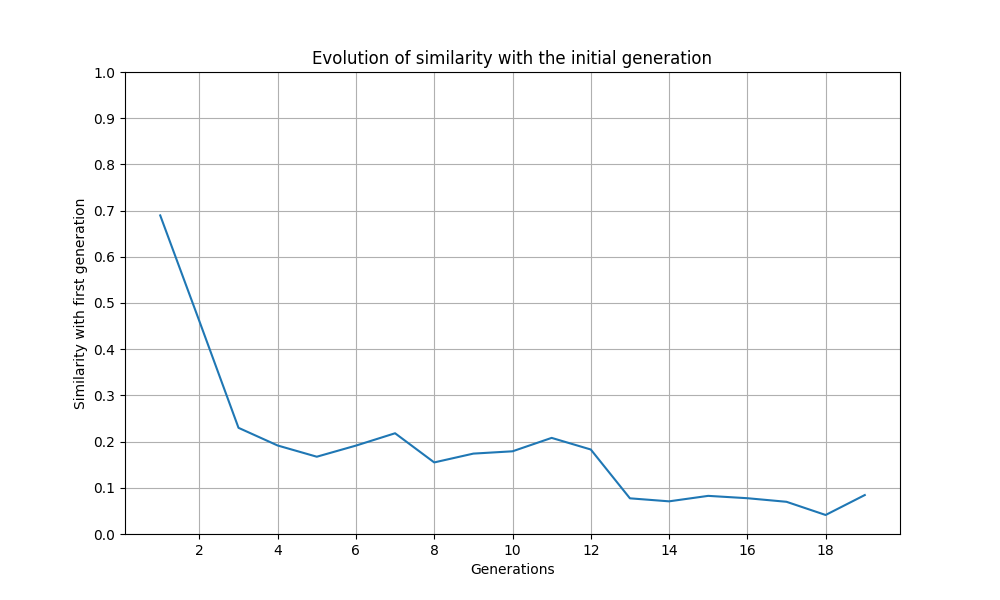 Evolution of similarity with the initial generation
1.0
0.9
0.8
0.7
0.6
0.5
0.4
0.3
0.2
0.1
0.0
Similarity with first generation
2 4 6 8 10 12 14 16 18
Generations